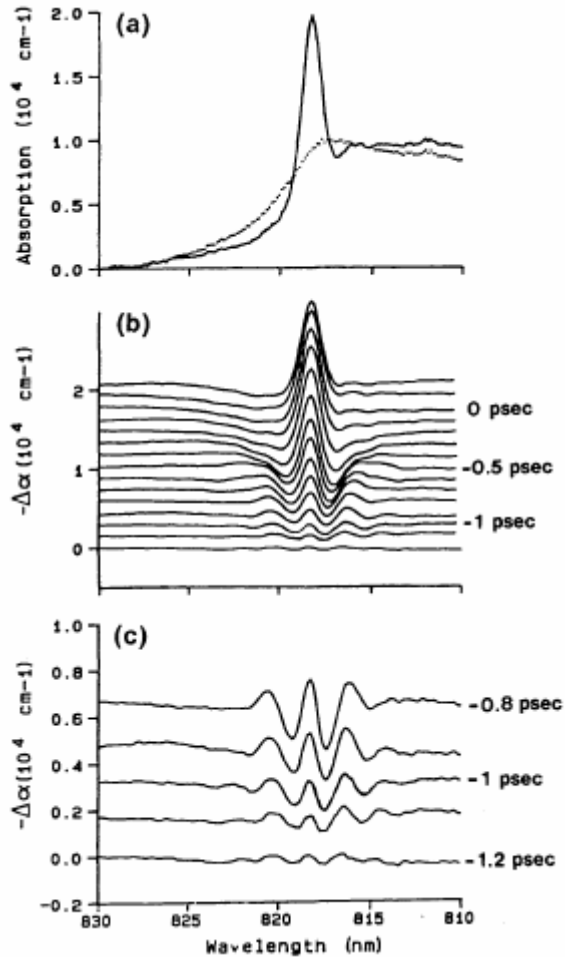 (a)
Absorption (10⁴ cm-1)
2.0
1.5
1.0
0.5
0.0
(b)
-Δα(10⁴ cm-1)
2
1
0
0 psec
-0.5 psec
-1 psec
(c)
-Δα(10⁴ cm-1)
1.0
0.8
0.6
0.4
0.2
0.0
-0.2
-0.8 psec
-1 psec
-1.2 psec
830 825 820 815 810
Wavelength (nm)